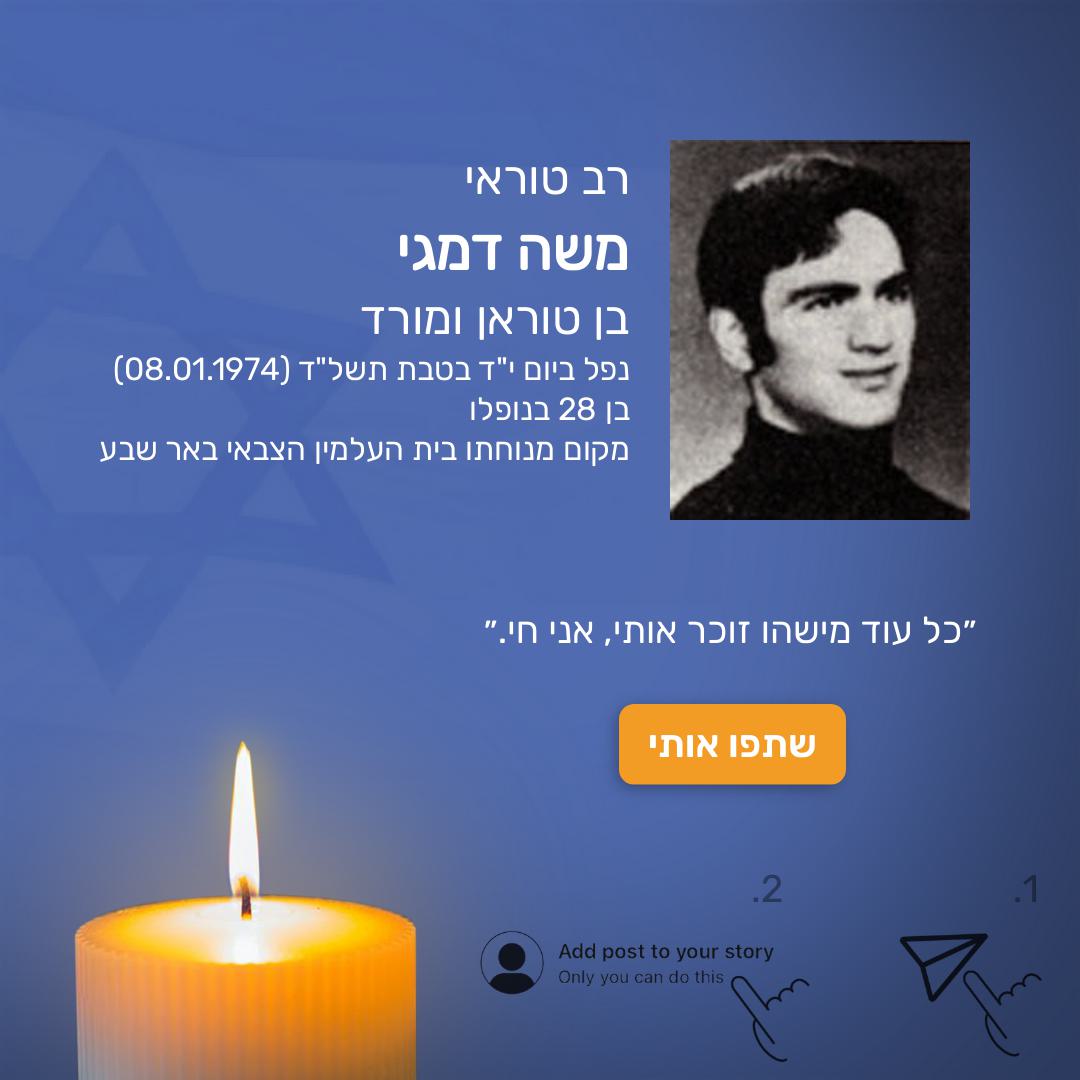 רב טוראי
משה דמגי
בן טוראן ומורד
נפל ביום י"ד בטבת תשל"ד (08.01.1974)
בן 28 בנופלו
מקום מנוחתו בית העלמין הצבאי באר שבע
״כל עוד מישהו זוכר אותי, אני חי.״
שתפו אותי
.1
.2
Add post to your story
Only you can do this